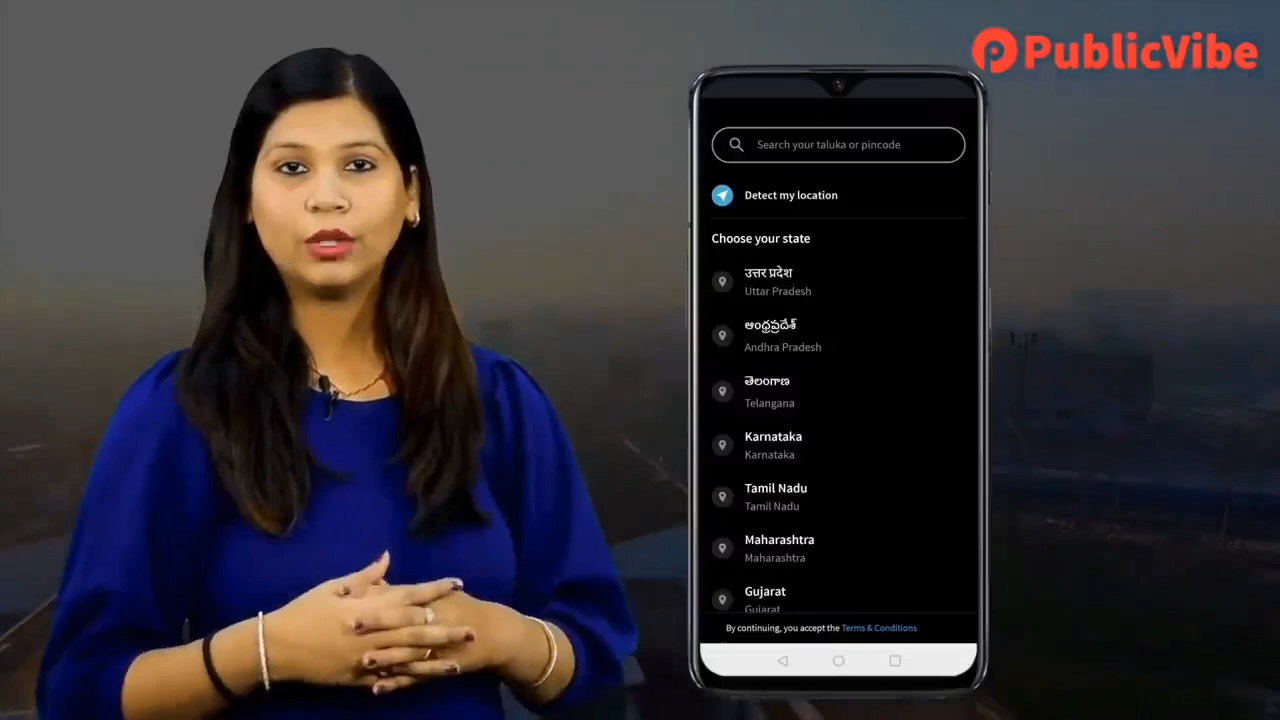 PublicVibe
Search your taluka or pincode
Detect my location
Choose your state
उत्तर प्रदेश
Uttar Pradesh
ఆంధ్రప్రదేశ్
Andhra Pradesh
తెలంగాణ
Telangana
Karnataka
Karnataka
Tamil Nadu
Tamil Nadu
Maharashtra
Maharashtra
Gujarat
Gujarat
By continuing, you accept the Terms & Conditions